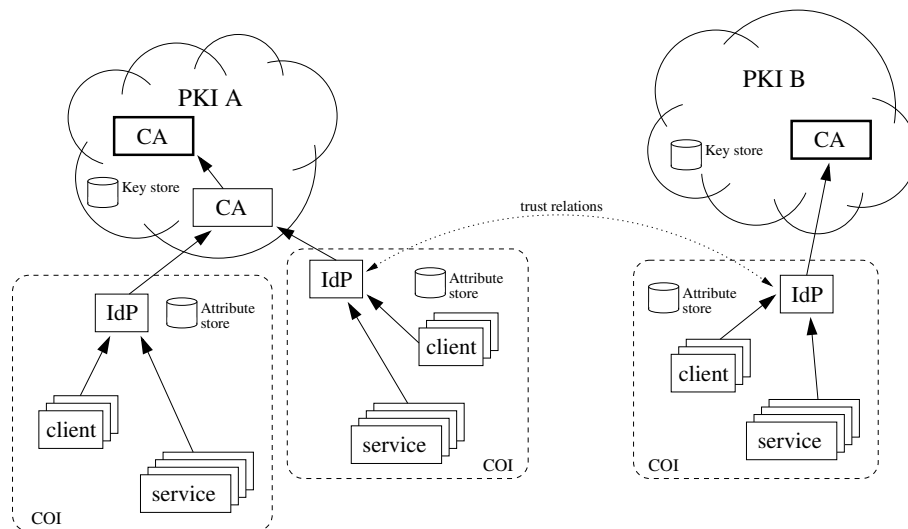 PKI A
CA
Key store
CA
PKI B
CA
Key store
trust relations
IdP
Attribute
store
client
service
COI
IdP
Attribute
store
client
service
COI
IdP
Attribute
store
client
service
COI